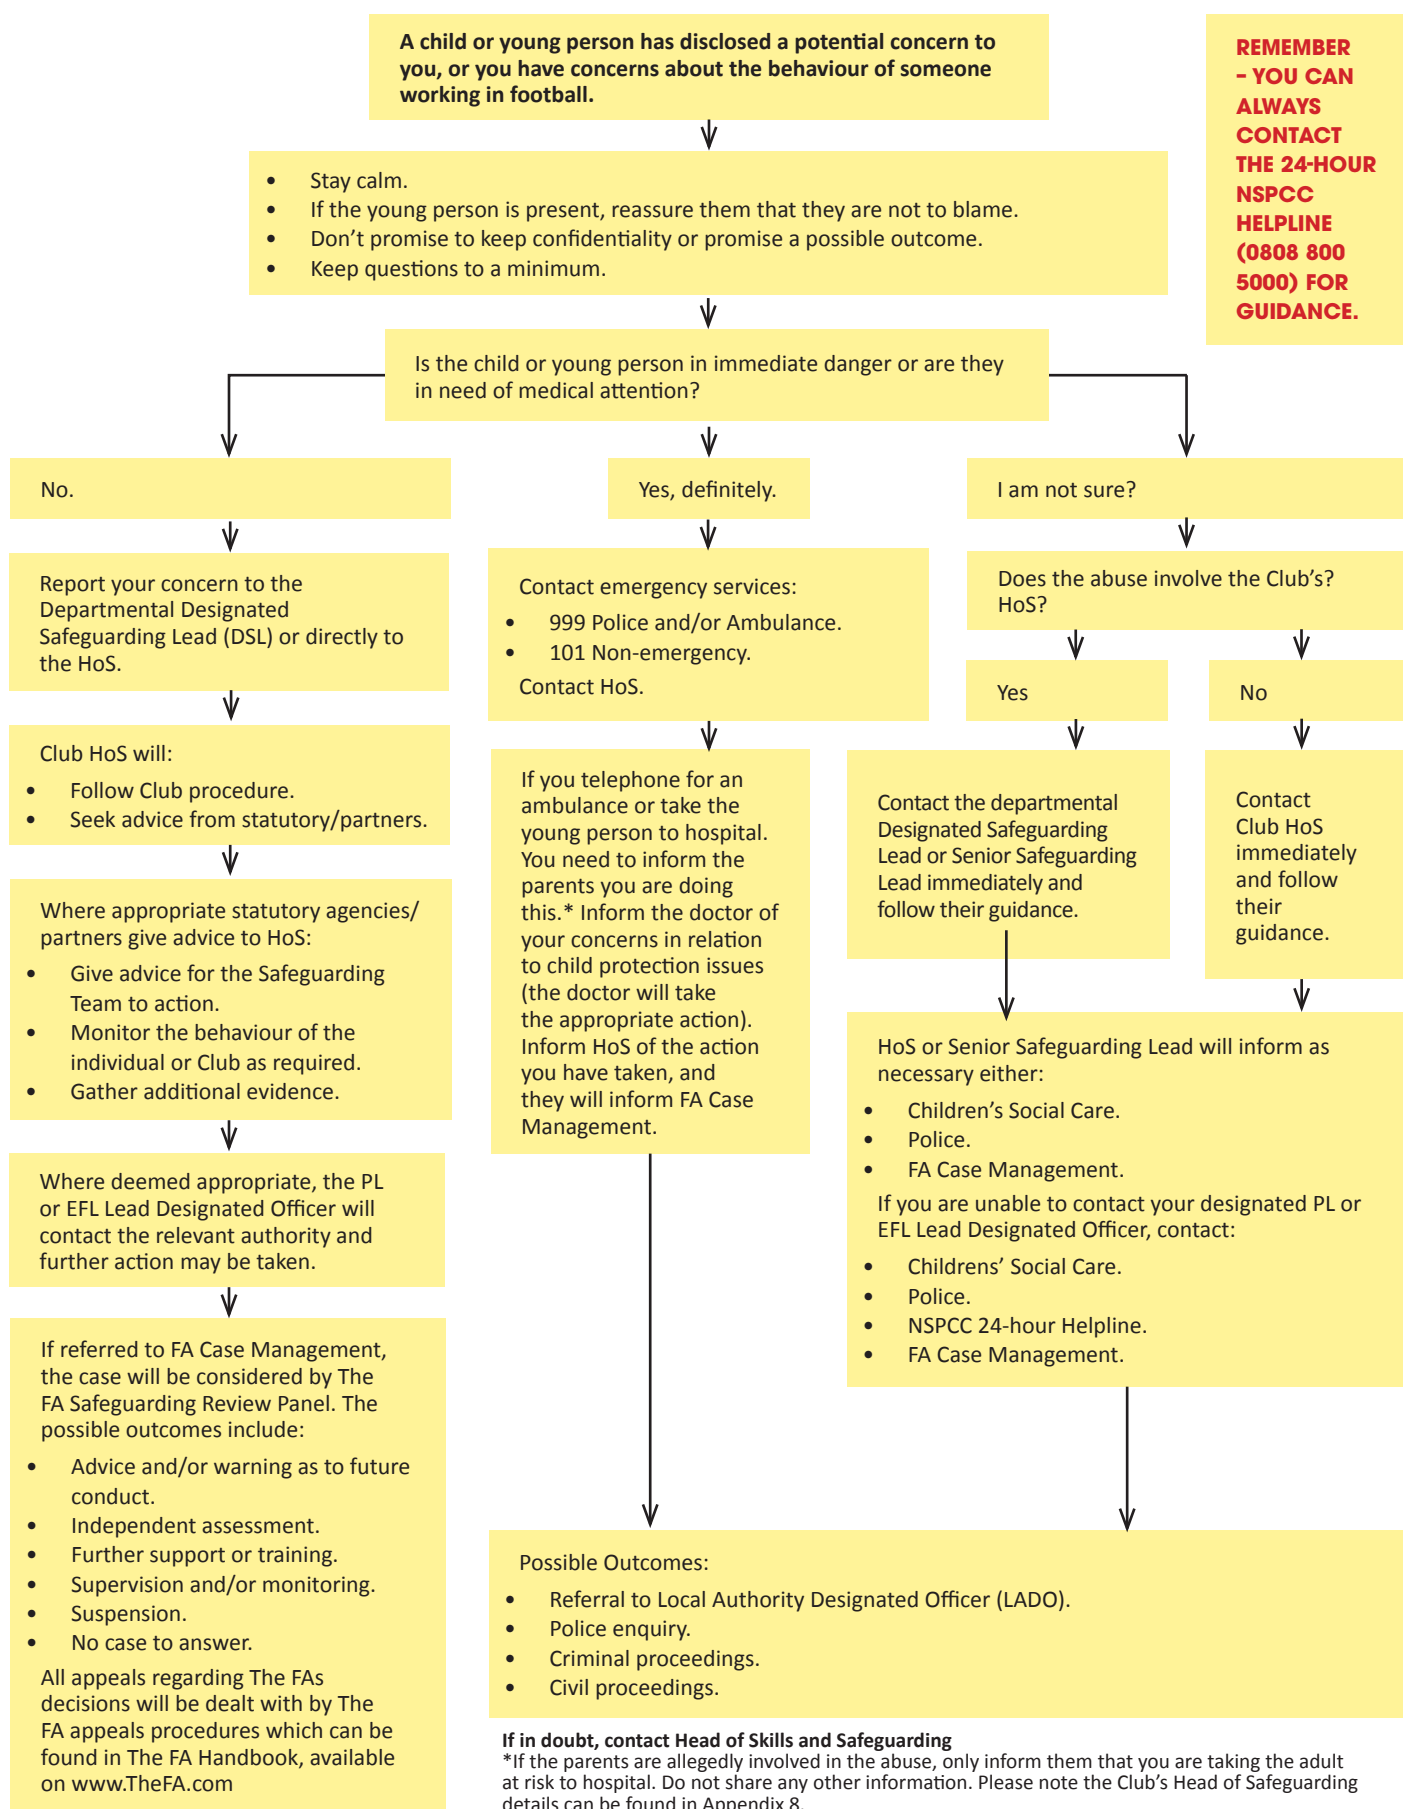 A child or young person has disclosed a potential concern to
you, or you have concerns about the behaviour of someone
working in football.
REMEMBER
– YOU CAN
ALWAYS
CONTACT
THE 24-HOUR
NSPCC
HELPLINE
(0808 800
5000) FOR
GUIDANCE.
• Stay calm.
• If the young person is present, reassure them that they are not to blame.
• Don't promise to keep confidentiality or promise a possible outcome.
• Keep questions to a minimum.
Is the child or young person in immediate danger or are they
in need of medical attention?
No.
Report your concern to the
Departmental Designated
Safeguarding Lead (DSL) or directly to
the HoS.
Club HoS will:
• Follow Club procedure.
• Seek advice from statutory/partners.
Where appropriate statutory agencies/
partners give advice to HoS:
• Give advice for the Safeguarding
Team to action.
• Monitor the behaviour of the
individual or Club as required.
• Gather additional evidence.
Where deemed appropriate, the PL
or EFL Lead Designated Officer will
contact the relevant authority and
further action may be taken.
If referred to FA Case Management,
the case will be considered by The
FA Safeguarding Review Panel. The
possible outcomes include:
• Advice and/or warning as to future
conduct.
• Independent assessment.
• Further support or training.
• Supervision and/or monitoring.
• Suspension.
• No case to answer.
All appeals regarding The FAs
decisions will be dealt with by The
FA appeals procedures which can be
found in The FA Handbook, available
on www.TheFA.com
Yes, definitely.
Contact emergency services:
• 999 Police and/or Ambulance.
• 101 Non-emergency.
Contact HoS.
If you telephone for an
ambulance or take the
young person to hospital.
You need to inform the
parents you are doing
this.* Inform the doctor of
your concerns in relation
to child protection issues
(the doctor will take
the appropriate action).
Inform HoS of the action
you have taken, and
they will inform FA Case
Management.
I am not sure?
Does the abuse involve the Club's?
HoS?
Yes
Contact the departmental
Designated Safeguarding
Lead or Senior Safeguarding
Lead immediately and
follow their guidance.
No
Contact
Club HoS
immediately
and follow
their
guidance.
HoS or Senior Safeguarding Lead will inform as
necessary either:
• Children's Social Care.
• Police.
• FA Case Management.
If you are unable to contact your designated PL or
EFL Lead Designated Officer, contact:
• Childrens' Social Care.
• Police.
• NSPCC 24-hour Helpline.
• FA Case Management.
Possible Outcomes:
• Referral to Local Authority Designated Officer (LADO).
• Police enquiry.
• Criminal proceedings.
• Civil proceedings.
If in doubt, contact Head of Skills and Safeguarding
*If the parents are allegedly involved in the abuse, only inform them that you are taking the adult
at risk to hospital. Do not share any other information. Please note the Club's Head of Safeguarding
details can be found in Appendix 8.